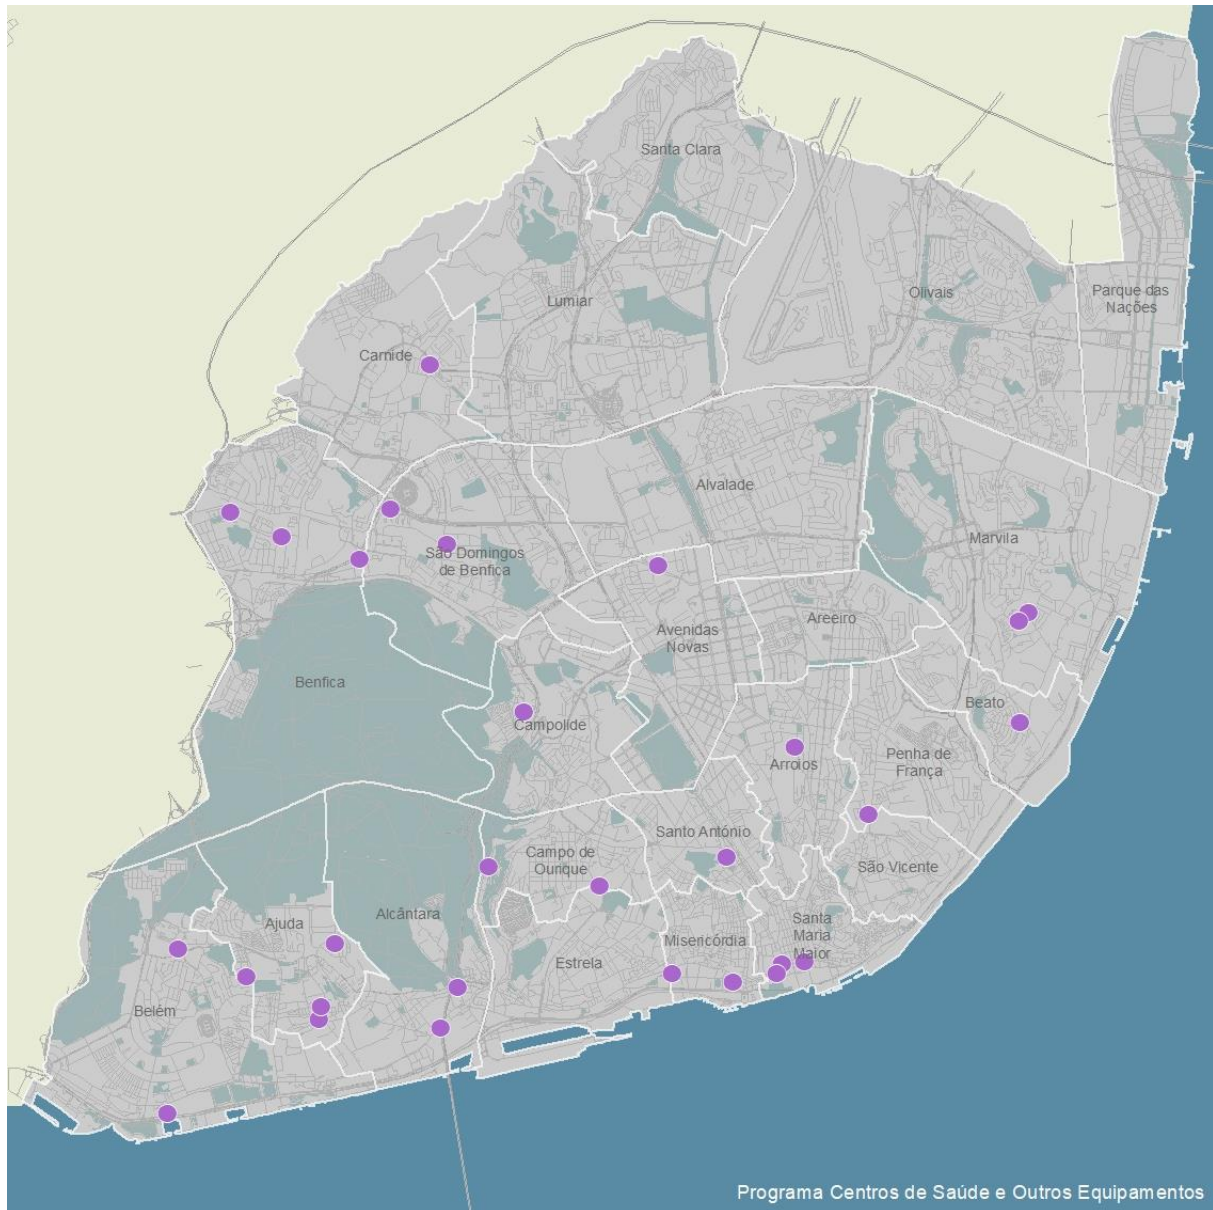 Santa Clara
Lumiar
Olivais
Parque das
Nações
Carnide
Alvalade
Marvila
São Domingos
de Benfica
Areeiro
Avenidas
Novas
Benfica
Beato
Campolide
Penha de
França
Arroios
Santo António
Campo de
Ourique
São Vicente
Ajuda
Alcântara
Santa
Maria
Maior
Misericórdia
Estrela
Belém
Programa Centros de Saúde e Outros Equipamentos